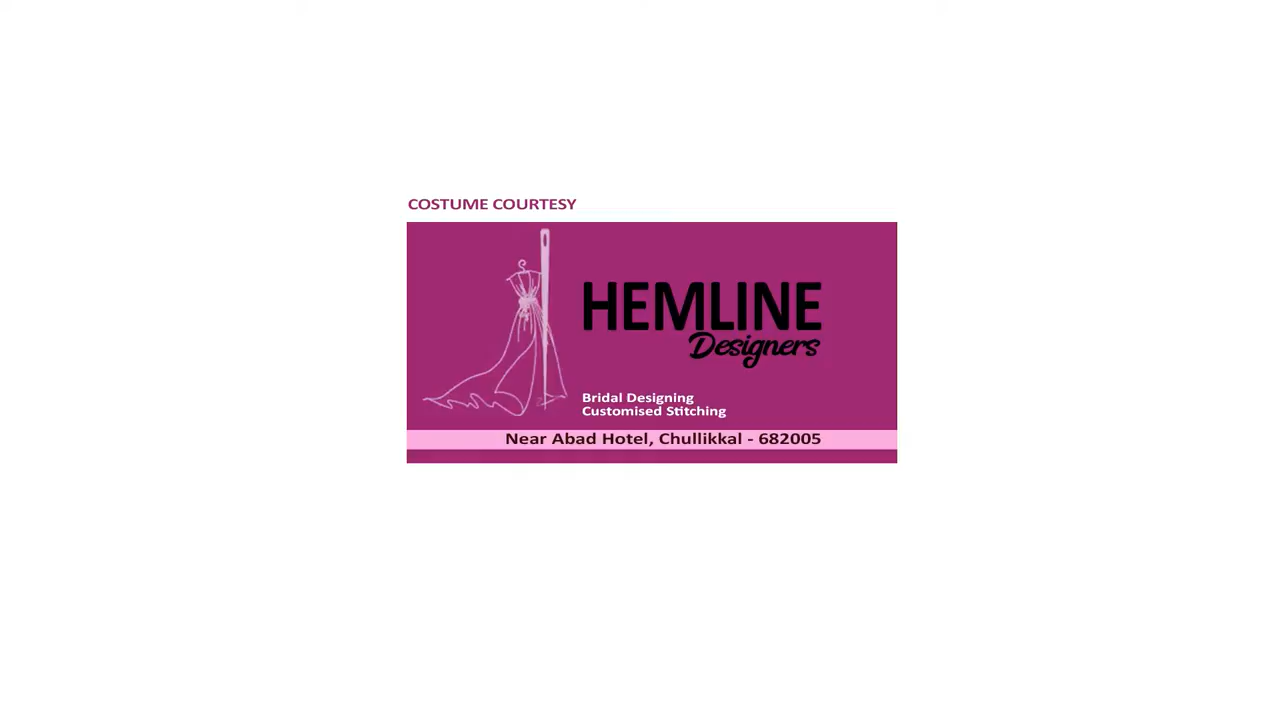 COSTUME COURTESY
HEMLINE
Designers
Bridal Designing
Customised Stitching
Near Abad Hotel, Chullikkal - 682005